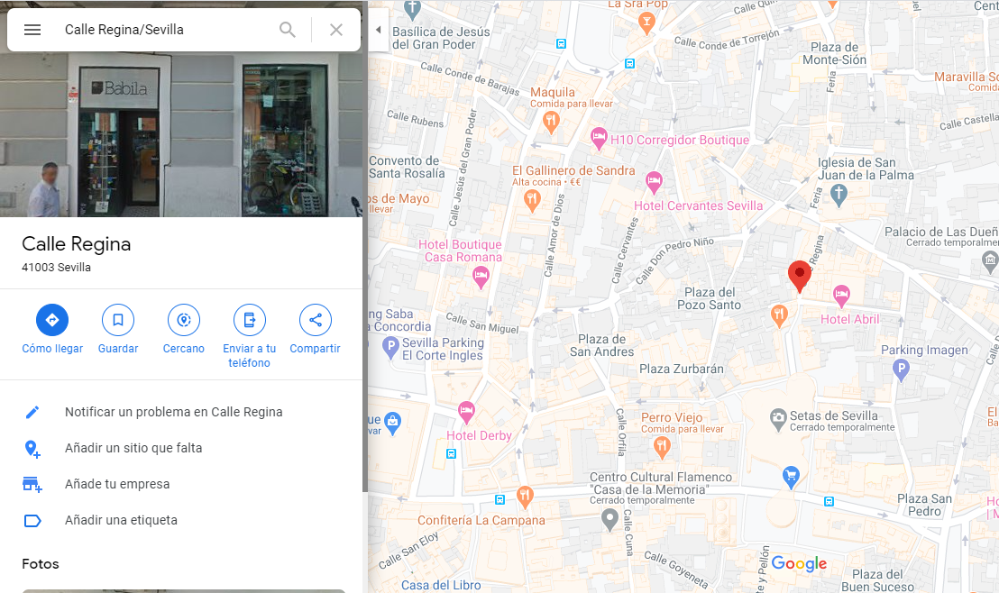 Calle Regina/Sevilla
Babila
Calle Regina
41003 Sevilla
Cómo llegar
Guardar
Cercano
Enviar a tu
teléfono
Compartir
Notificar un problema en Calle Regina
Añadir un sitio que falta
Añade tu empresa
Añadir una etiqueta
Fotos
La Sra Pop
Basílica de Jesús
del Gran Poder
Calle Conde de Torrejón
Plaza de
Monte-Sión
Calle Conde de Barajas
Feria
Maravilla
Maquila
Comida para llevar
Calle Rubens
Calle Castella
H10 Corregidor Boutique
Calle Jesús del Gran Poder
Convento de
Santa Rosalía
El Gallinero de Sandra
Alta cocina • €€
Iglesia de San
Juan de la Palma
os de Mayo
llevar
Calle Amor de Dios
Hotel Cervantes Sevilla
Feria
Calle Cervantes
Palacio de Las Dueñ
Cerrado temporalment
Hotel Boutique
Casa Romana
Calle Don Pedro Niño
Regina
Plaza del
Pozo Santo
Hotel Abril
ng Saba
a Concordia
Calle San Miguel
Sevilla Parking
El Corte Ingles
Plaza de
San Andres
Parking Imagen
Plaza Zurbarán
ue
var
Hotel Derby
Calle Orfila
Perro Viejo
Comida para llevar
Setas de Sevilla
Cerrado temporalmente
El
Centro Cultural Flamenco
"Casa de la Memoria"
Cerrado temporalmente
Plaza San
Pedro
Confitería La Campana
Calle San Eloy
Calle Cuna
Calle Goyeneta
te y Pellón
Google
Casa del Libro
Plaza del
Buen Suceso